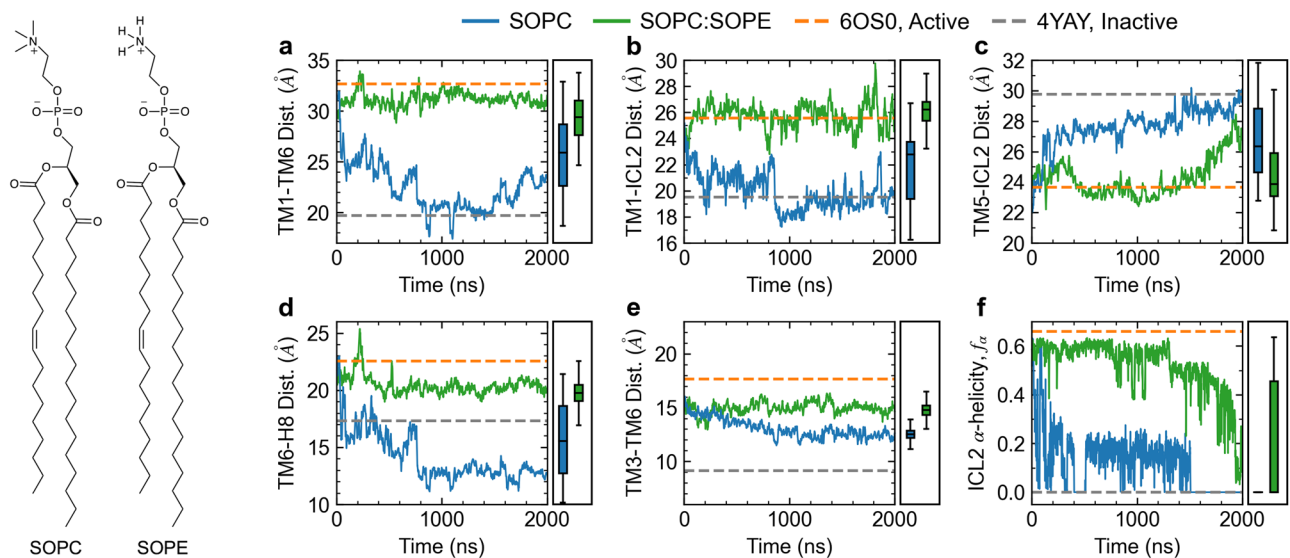 SOPC SOPC:SOPE 6OS0, Active 4YAY, Inactive
N
+
O
−
O P O
O
O
O
O
O
SOPC
H
H N
H +
O
−
O P O
O
O
O
O
O
SOPE
a
TM1-TM6 Dist. (Å)
35
30
25
20
0 1000 2000
Time (ns)
b
TM1-ICL2 Dist. (Å)
30
28
26
24
22
20
18
16
0 1000 2000
Time (ns)
c
TM5-ICL2 Dist. (Å)
32
30
28
26
24
22
20
0 1000 2000
Time (ns)
d
TM6-H8 Dist. (Å)
25
20
15
10
0 1000 2000
Time (ns)
e
TM3-TM6 Dist. (Å)
20
15
10
0 1000 2000
Time (ns)
f
ICL2 α-helicity, fα
0.6
0.4
0.2
0.0
0 1000 2000
Time (ns)